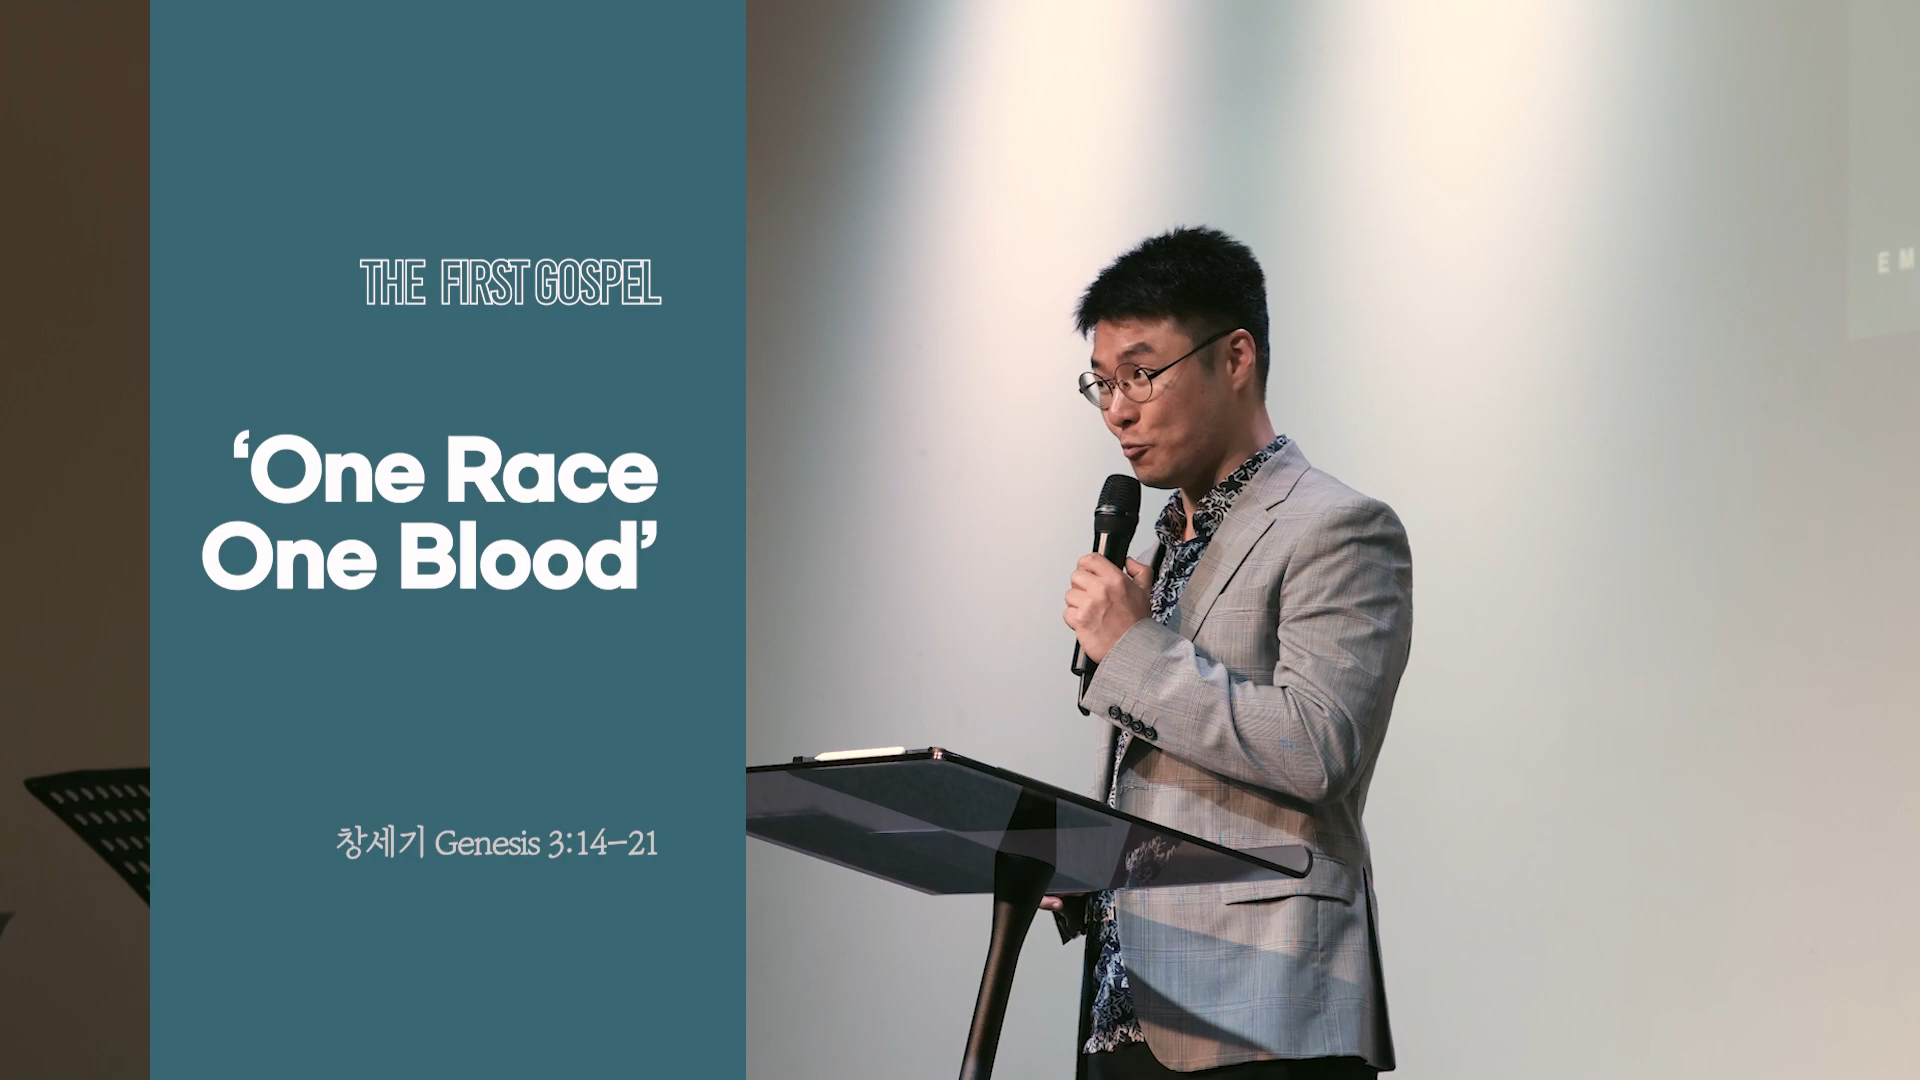 THE FIRST GOSPEL
‘One Race
One Blood’
창세기 Genesis 3:14–21
E M